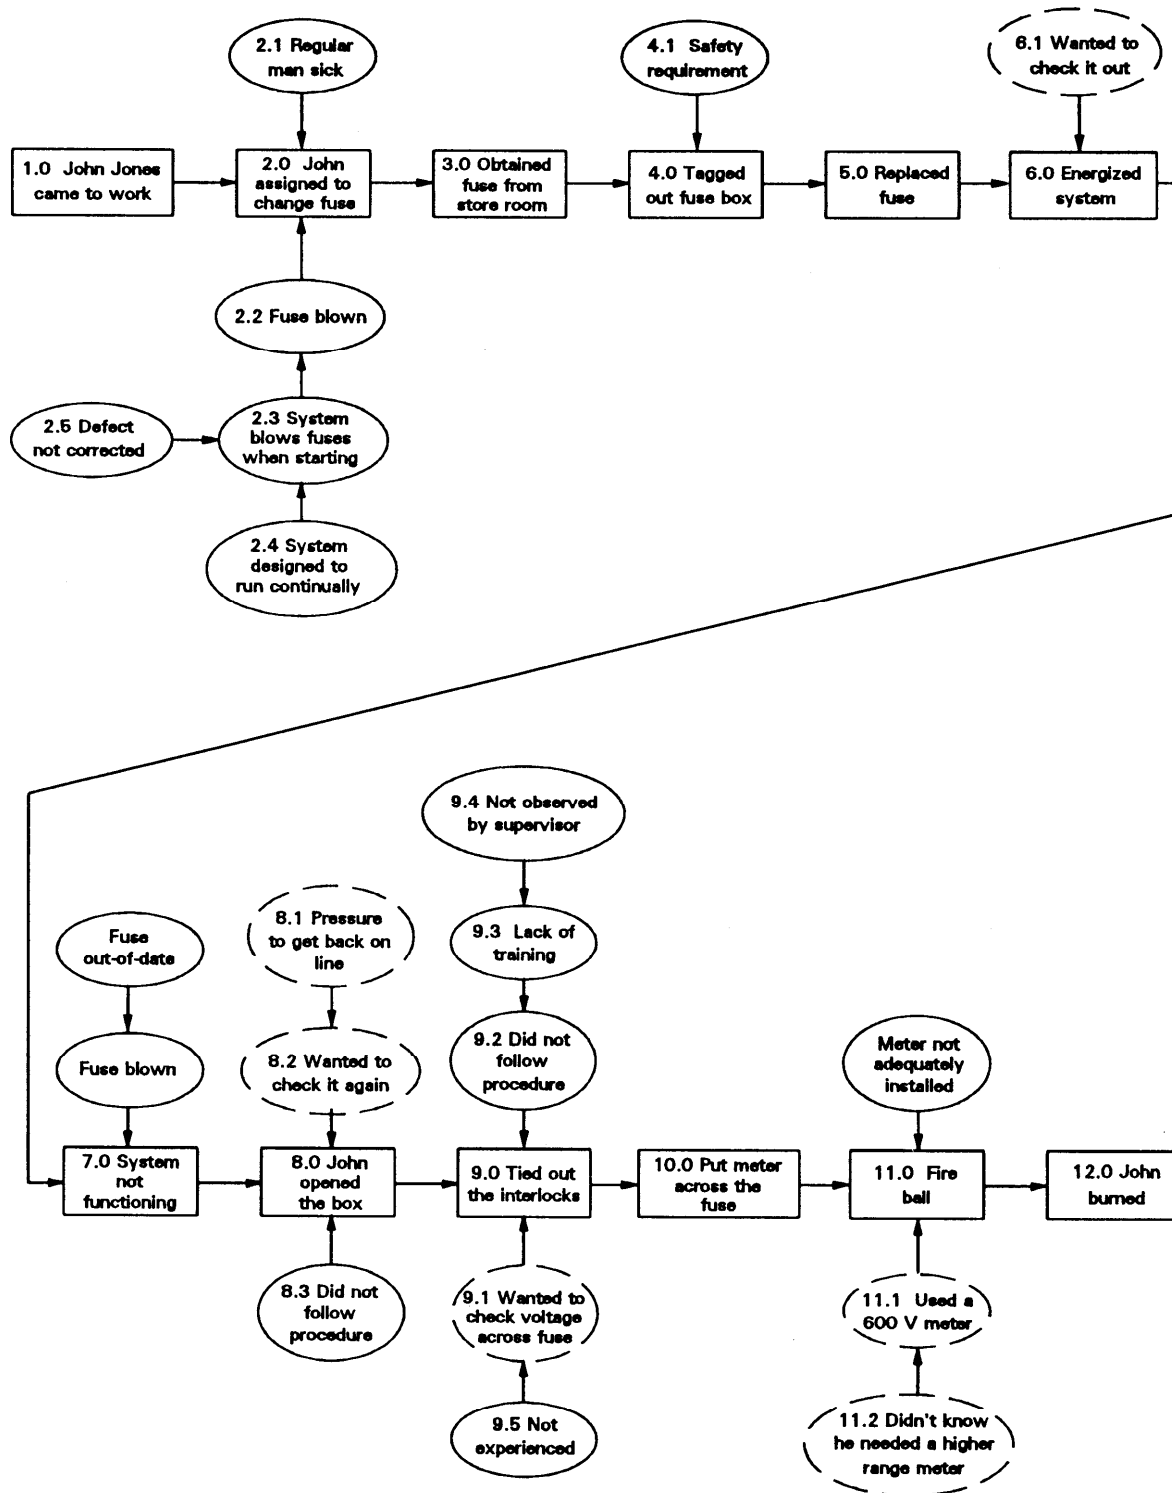 2.1 Regular
man sick
4.1 Safety
requirement
6.1 Wanted to
check it out
1.0 John Jones
came to work
2.0 John
assigned to
change fuse
3.0 Obtained
fuse from
store room
4.0 Tagged
out fuse box
5.0 Replaced
fuse
6.0 Energized
system
2.2 Fuse blown
2.5 Defect
not corrected
2.3 System
blows fuses
when starting
2.4 System
designed to
run continually
9.4 Not observed
by supervisor
Fuse
out-of-date
8.1 Pressure
to get back on
line
9.3 Lack of
training
Fuse blown
8.2 Wanted to
check it again
9.2 Did not
follow
procedure
Meter not
adequately
installed
7.0 System
not
functioning
8.0 John
opened
the box
9.0 Tied out
the interlocks
10.0 Put meter
across the
fuse
11.0 Fire
ball
12.0 John
burned
8.3 Did not
follow
procedure
9.1 Wanted to
check voltage
across fuse
11.1 Used a
600 V meter
9.5 Not
experienced
11.2 Didn't know
he needed a higher
range meter